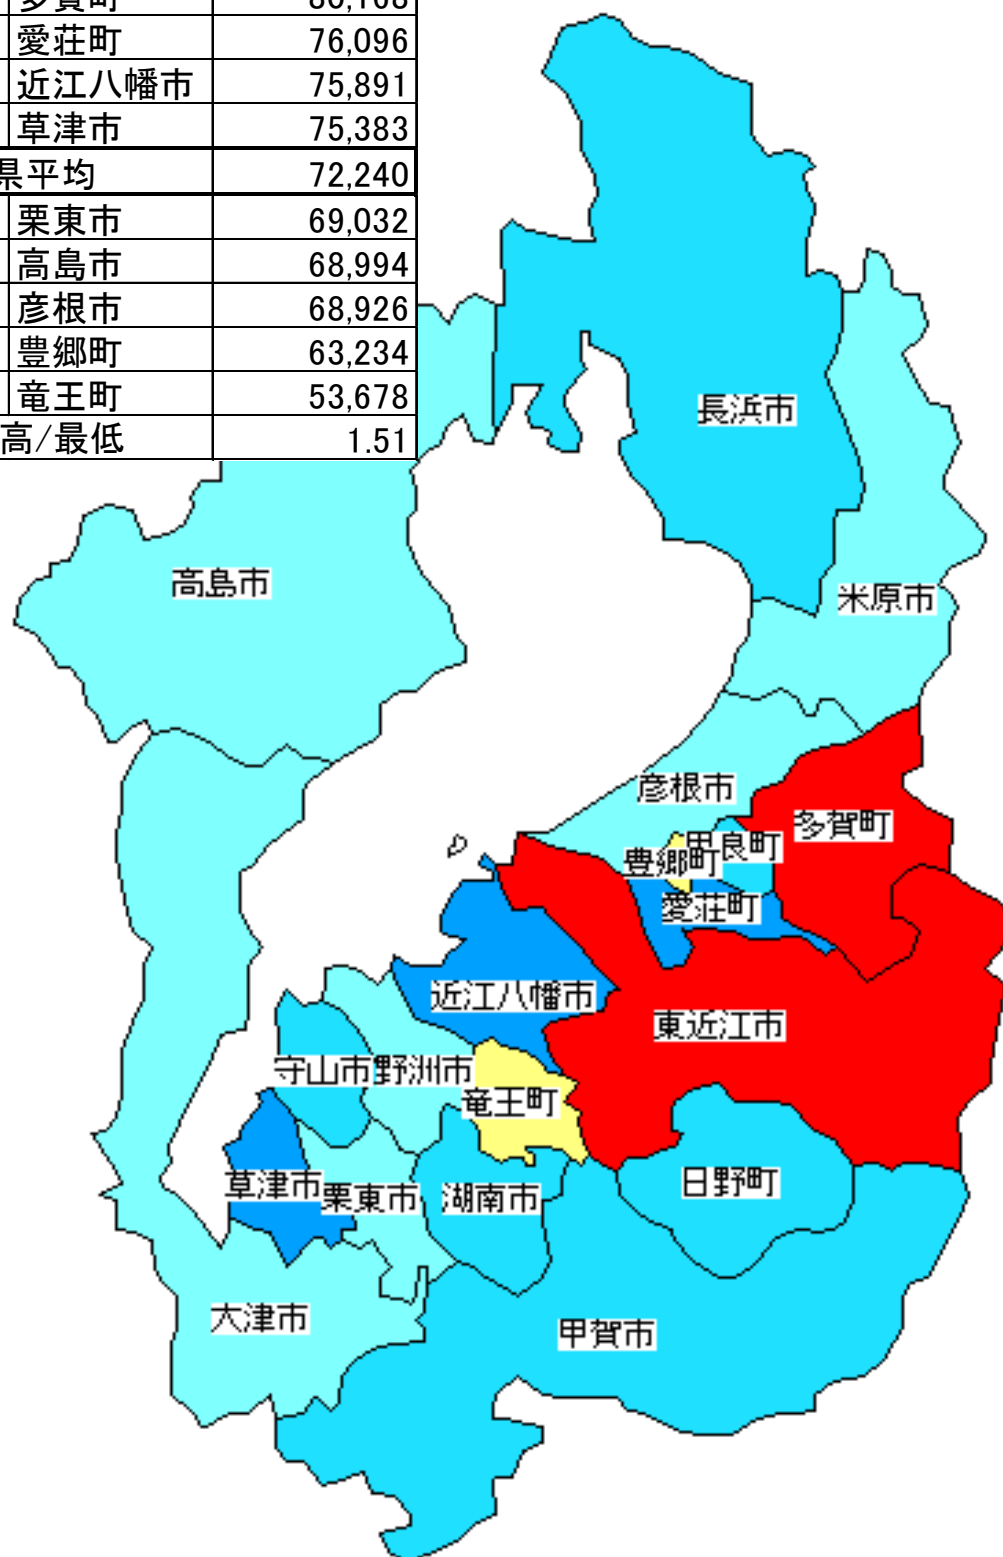 多賀町 80,168
愛荘町 76,096
近江八幡市 75,891
草津市 75,383
県平均 72,240
栗東市 69,032
高島市 68,994
彦根市 68,926
豊郷町 63,234
竜王町 53,678
高/最低 1.51
長浜市
高島市
米原市
彦根市
多賀町
甲良町
豊郷町
愛荘町
近江八幡市
東近江市
守山市
野洲市
竜王町
草津市
栗東市
湖南市
日野町
大津市
甲賀市